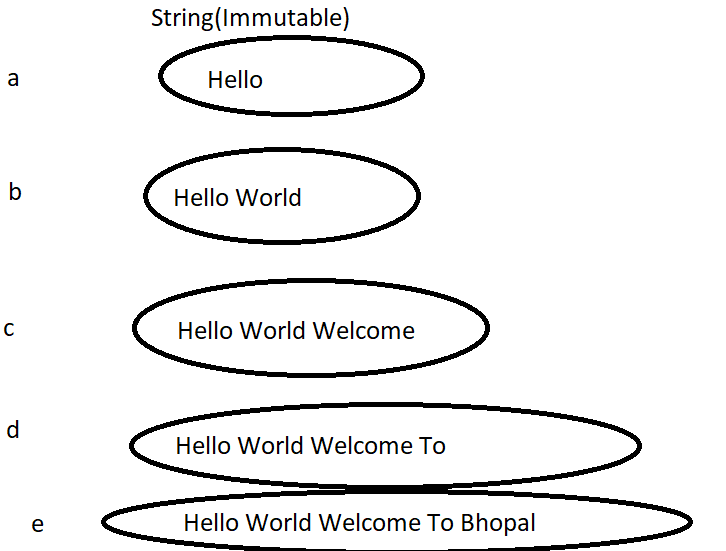 String(Immutable)
a Hello
b Hello World
c Hello World Welcome
d Hello World Welcome To
e Hello World Welcome To Bhopal